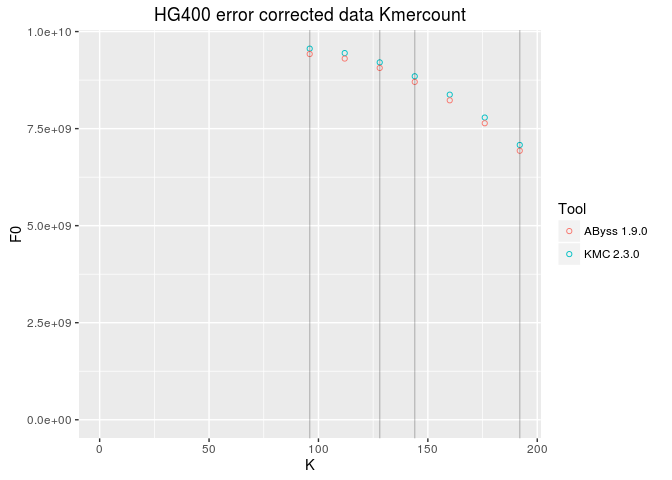 HG400 error corrected data Kmercount
1.0e+10
7.5e+09
5.0e+09
2.5e+09
0.0e+00
F0
0 50 100 150 200
K
Tool
AByss 1.9.0
KMC 2.3.0